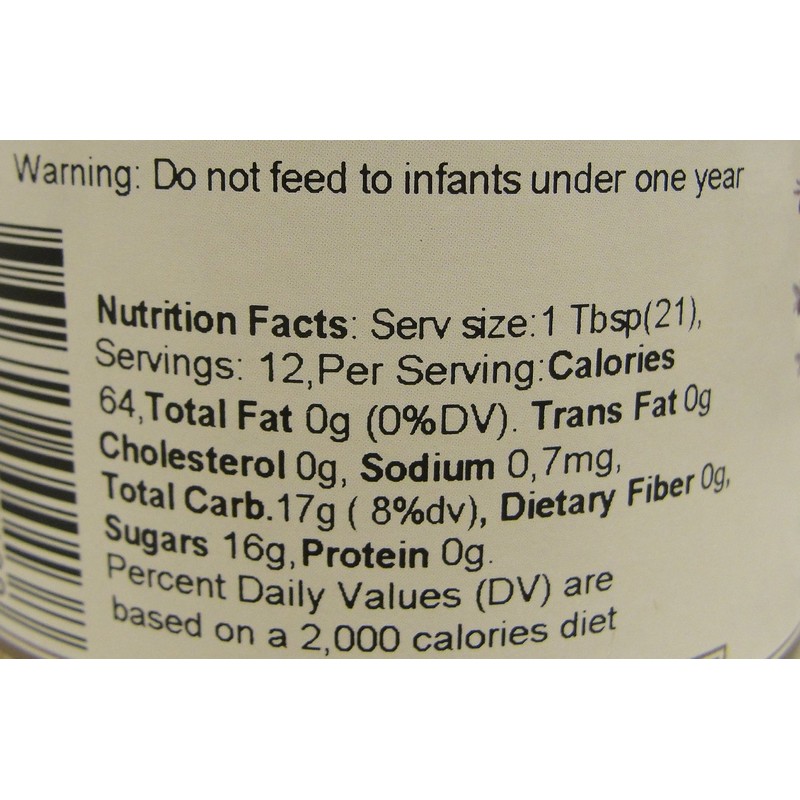 Warning: Do not feed to infants under one year
Nutrition Facts: Serv size:1 Tbsp(21),
Servings: 12,Per Serving:Calories
64,Total Fat 0g (0%DV). Trans Fat 0g
Cholesterol 0g, Sodium 0,7mg,
Total Carb.17g ( 8%dv), Dietary Fiber 0g,
Sugars 16g,Protein 0g.
Percent Daily Values (DV) are
based on a 2,000 calories diet